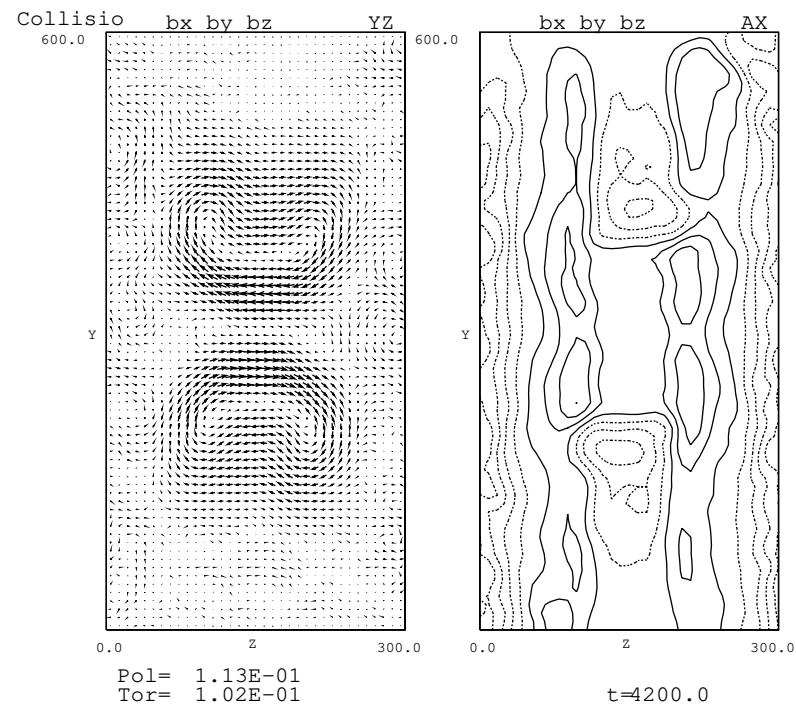 Collisio bx by bz YZ bx by bz AX
600.0 600.0
Y Y
0.0 Z 300.0 0.0 Z 300.0
Pol= 1.13E-01
Tor= 1.02E-01 t=4200.0